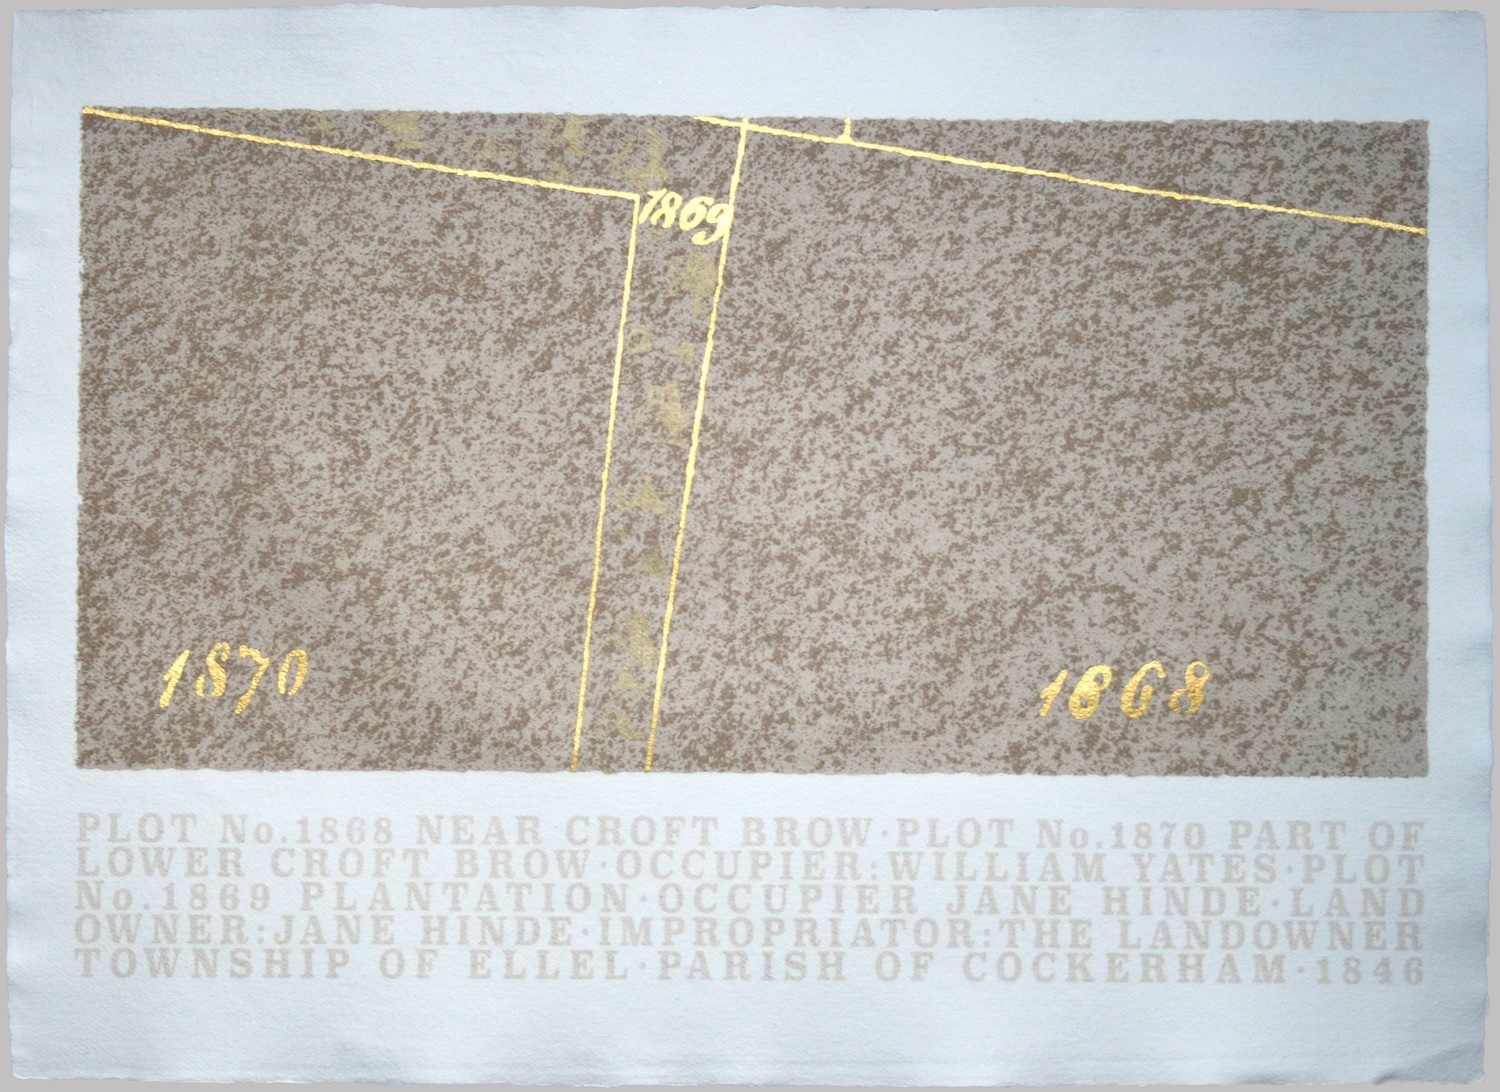 1869
1870
1868
PLOT No.1868 NEAR CROFT BROW·PLOT No.1870 PART OF
LOWER CROFT BROW·OCCUPIER:WILLIAM YATES·PLOT
No.1869 PLANTATION·OCCUPIER JANE HINDE·LAND
OWNER:JANE HINDE·IMPROPRIATOR:THE LANDOWNER
TOWNSHIP OF ELLEL·PARISH OF COCKERHAM·1846